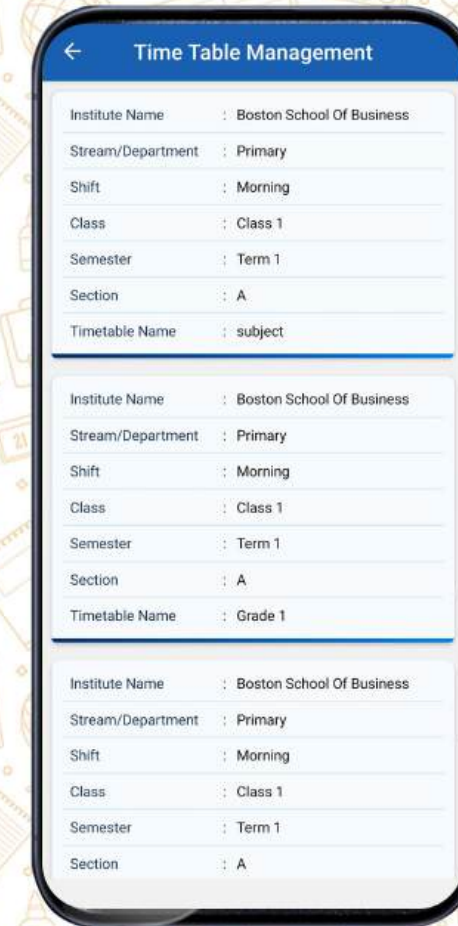 Time Table Management
Institute Name : Boston School Of Business
Stream/Department : Primary
Shift : Morning
Class : Class 1
Semester : Term 1
Section : A
Timetable Name : subject
Institute Name : Boston School Of Business
Stream/Department : Primary
Shift : Morning
Class : Class 1
Semester : Term 1
Section : A
Timetable Name : Grade 1
Institute Name : Boston School Of Business
Stream/Department : Primary
Shift : Morning
Class : Class 1
Semester : Term 1
Section : A
21